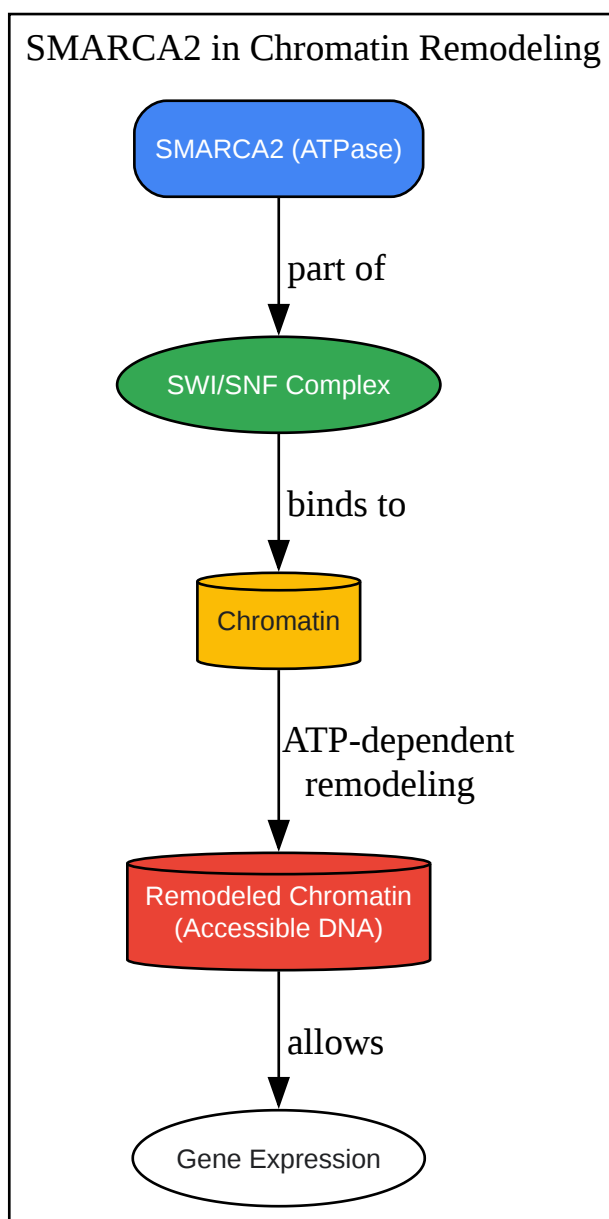 SMARCA2 in Chromatin Remodeling
SMARCA2 (ATPase)
part of
SWI/SNF Complex
binds to
Chromatin
ATP-dependent
remodeling
Remodeled Chromatin
(Accessible DNA)
allows
Gene Expression